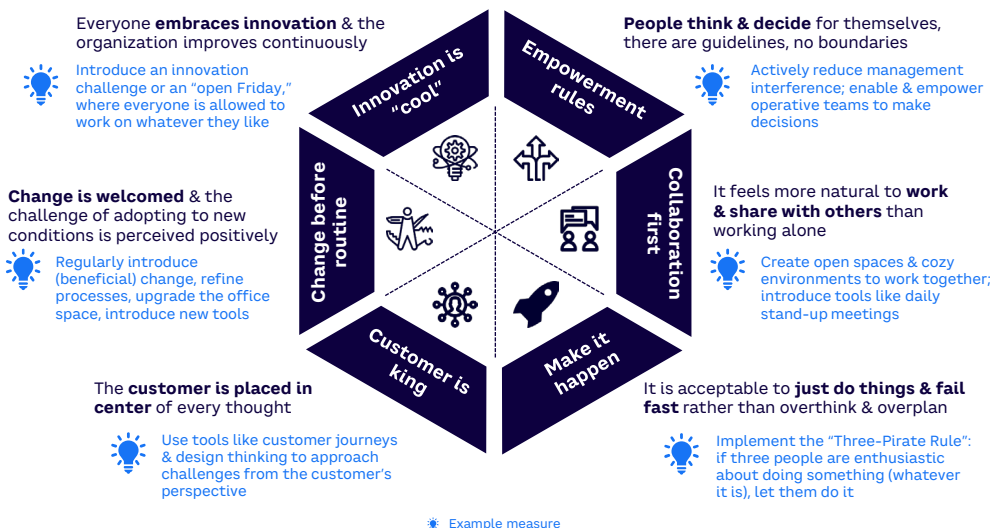 Everyone embraces innovation & the
organization improves continuously
Introduce an innovation
challenge or an “open Friday,”
where everyone is allowed to
work on whatever they like
Innovation is
“cool”
Empowerment
rules
People think & decide for themselves,
there are guidelines, no boundaries
Actively reduce management
interference; enable & empower
operative teams to make
decisions
Change is welcomed & the
challenge of adopting to new
conditions is perceived positively
Regularly introduce
(beneficial) change, refine
processes, upgrade the office
space, introduce new tools
Change before
routine
Collaboration
first
It feels more natural to work
& share with others than
working alone
Create open spaces & cozy
environments to work together;
introduce tools like daily
stand-up meetings
The customer is placed in
center of every thought
Use tools like customer journeys
& design thinking to approach
challenges from the customer’s
perspective
Customer is
king
Make it
happen
It is acceptable to just do things & fail
fast rather than overthink & overplan
Implement the “Three-Pirate Rule”:
if three people are enthusiastic
about doing something (whatever
it is), let them do it
Example measure